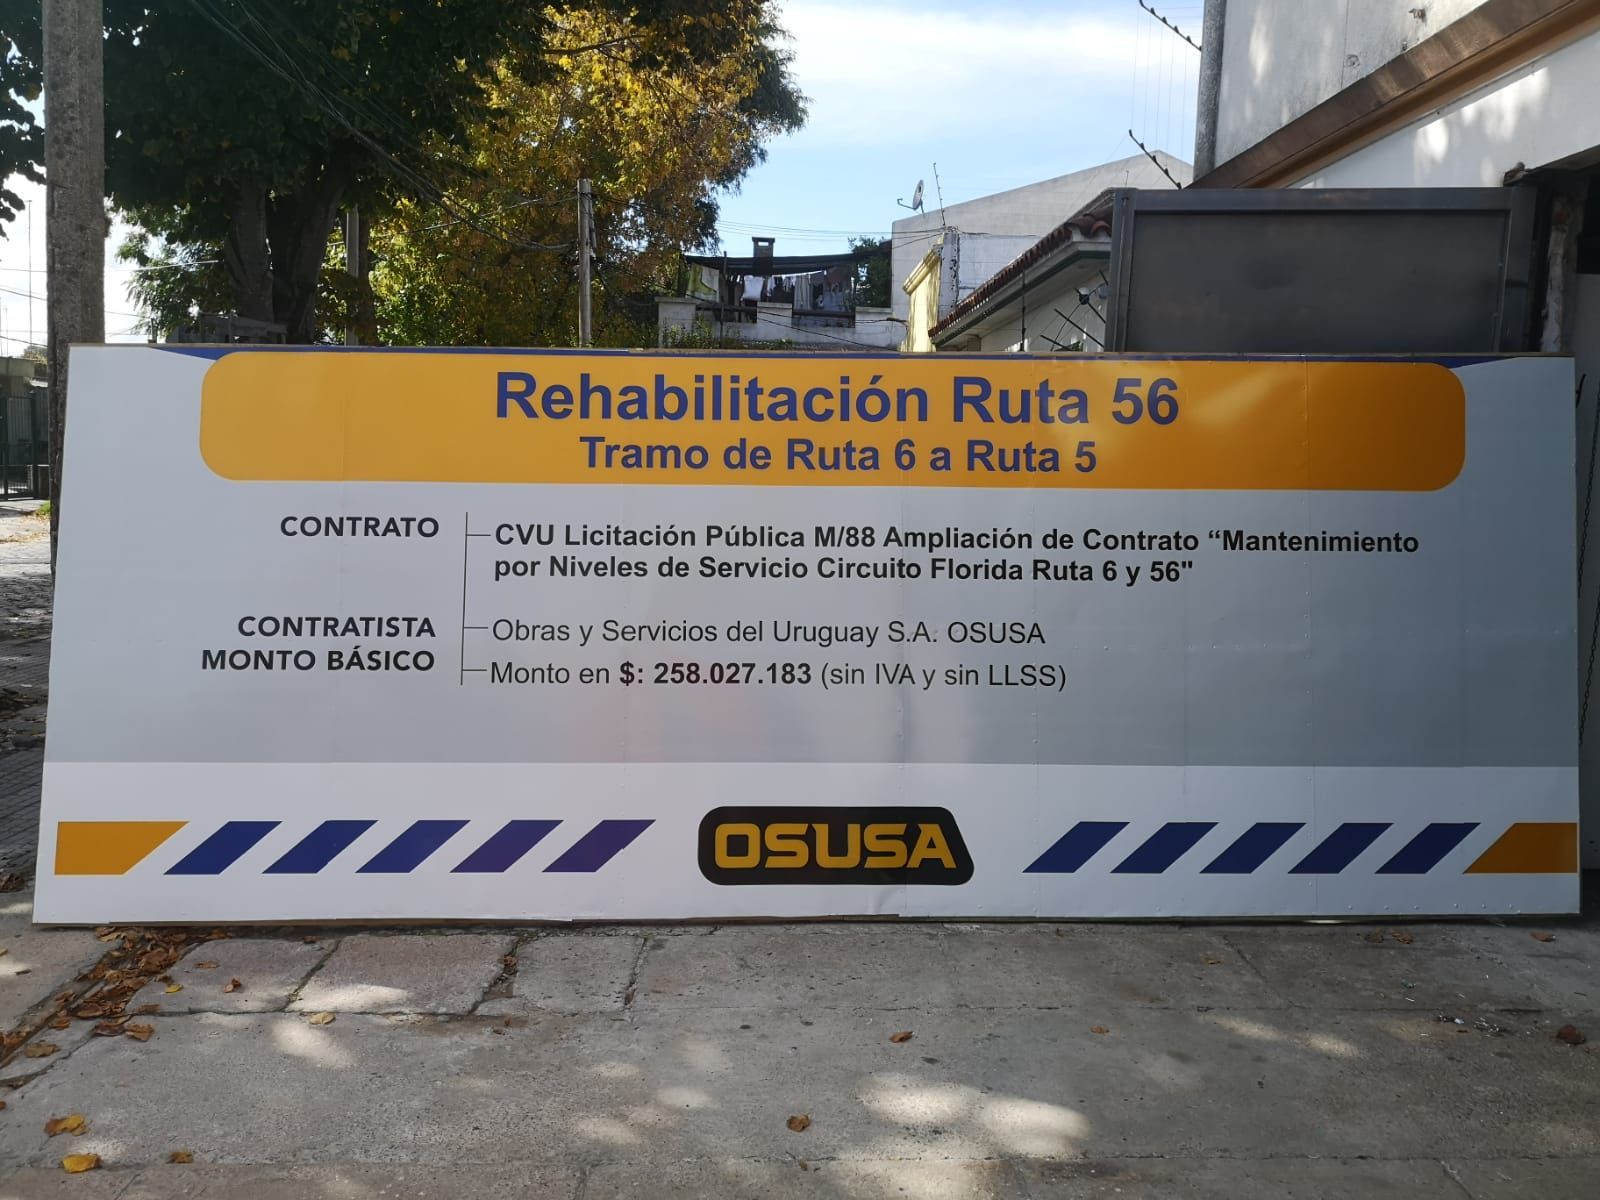 Rehabilitación Ruta 56
Tramo de Ruta 6 a Ruta 5
CONTRATO
CVU Licitación Pública M/88 Ampliación de Contrato “Mantenimiento
por Niveles de Servicio Circuito Florida Ruta 6 y 56"
CONTRATISTA
Obras y Servicios del Uruguay S.A. OSUSA
MONTO BÁSICO
Monto en $: 258.027.183 (sin IVA y sin LLSS)
OSUSA